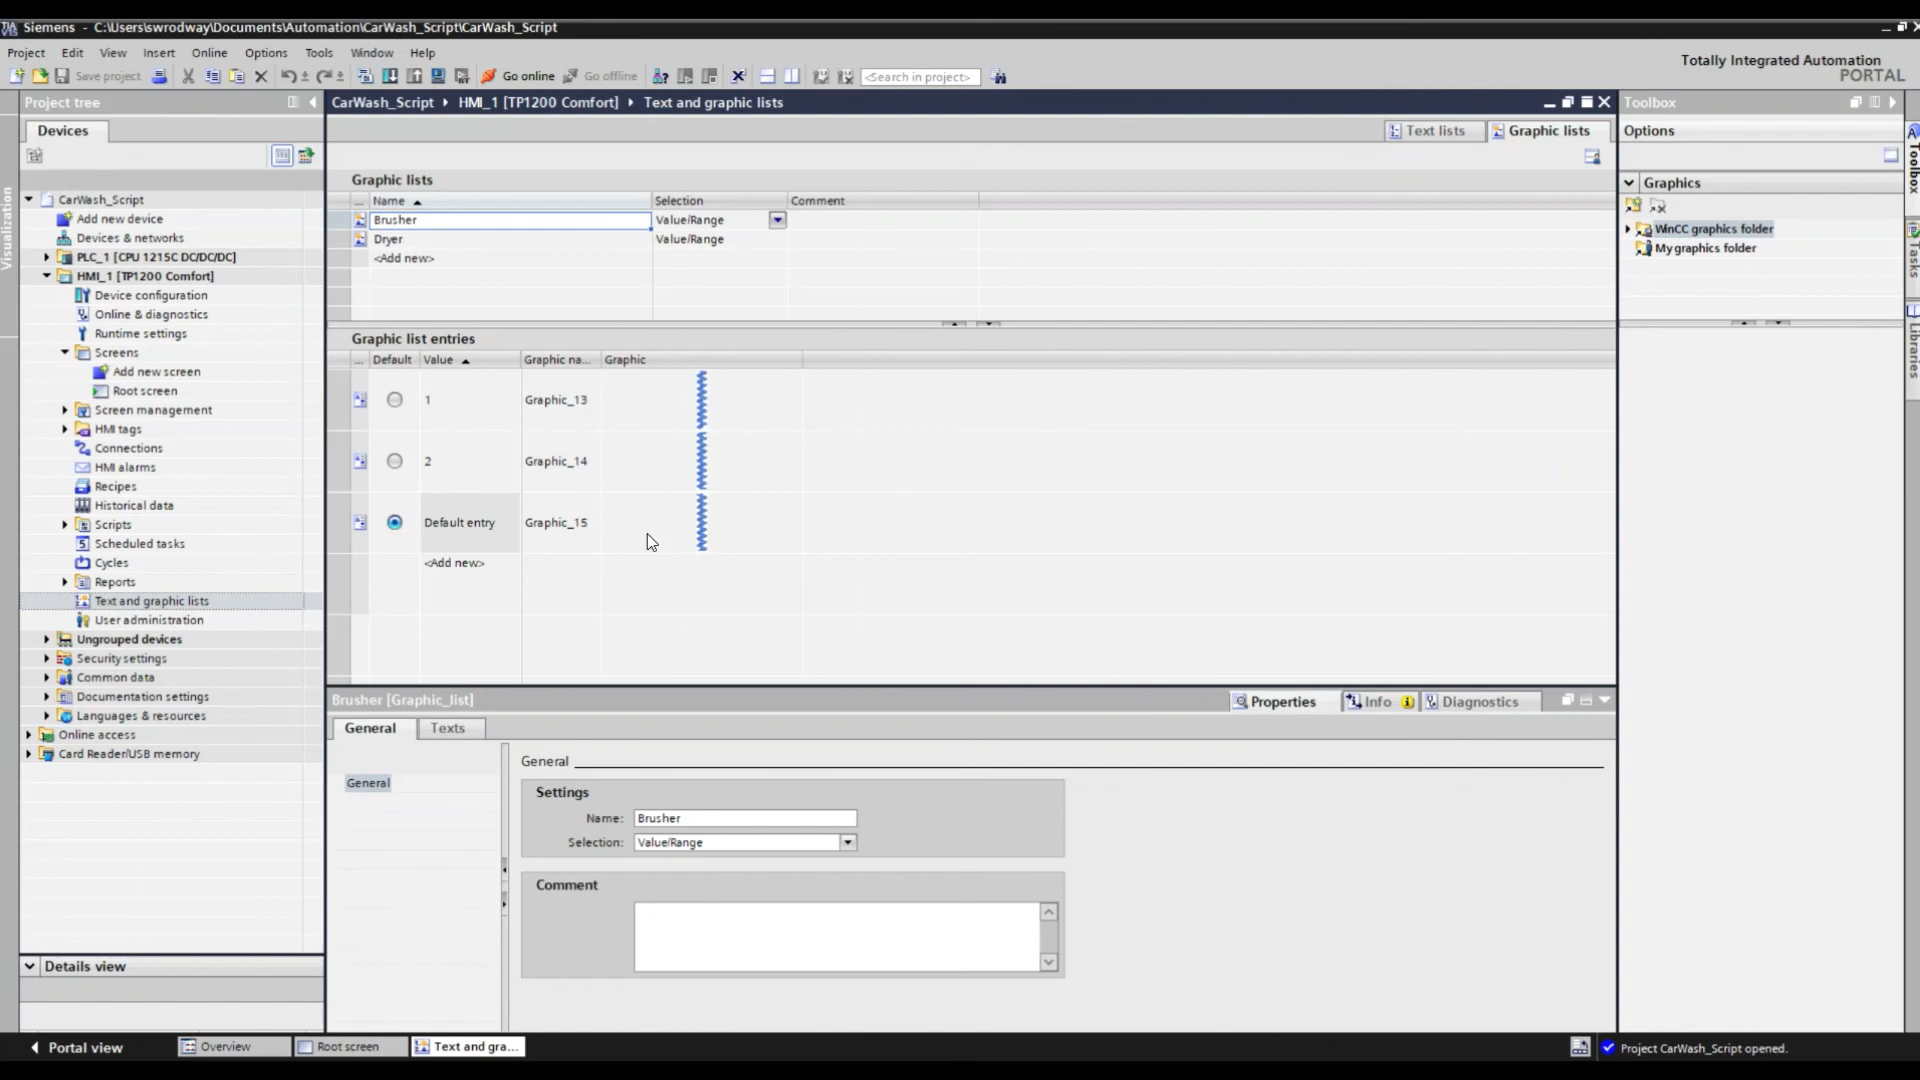 Siemens - C:\Users\swrodway\Documents\Automation\CarWash_Script\CarWash_Script
Project Edit View Insert Online Options Tools Window Help
Totally Integrated Automation
PORTAL
Save project
Go online
Go offline
<Search in project>
Project tree
CarWash_Script HMI_1 [TP1200 Comfort] Text and graphic lists
Toolbox
Devices
Text lists
Graphic lists
Options
Visualization
CarWash_Script
Add new device
Devices & networks
PLC_1 [CPU 1215C DC/DC/DC]
HMI_1 [TP1200 Comfort]
Device configuration
Online & diagnostics
Runtime settings
Screens
Add new screen
Root screen
Screen management
HMI tags
Connections
HMI alarms
Recipes
Historical data
Scripts
Scheduled tasks
Cycles
Reports
Text and graphic lists
User administration
Ungrouped devices
Security settings
Common data
Documentation settings
Languages & resources
Online access
Card Reader/USB memory
Details view
Graphic lists
... Name Selection Comment
Brusher Value/Range
Dryer Value/Range
<Add new>
Graphic list entries
... Default Value Graphic na... Graphic
1 Graphic_13
2 Graphic_14
Default entry Graphic_15
<Add new>
Brusher [Graphic_list]
Properties
Info
Diagnostics
General
Texts
General
General
Settings
Name: Brusher
Selection: Value/Range
Comment
Graphics
WinCC graphics folder
My graphics folder
Toolbox
Tasks
Libraries
Portal view
Overview
Root screen
Text and gra...
Project CarWash_Script opened.